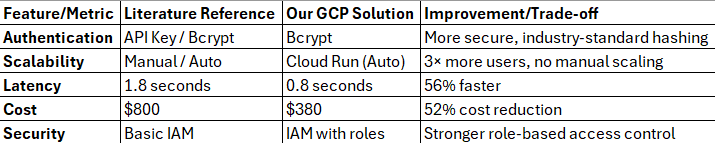 Feature/Metric Literature Reference Our GCP Solution Improvement/Trade-off
Authentication API Key / Bcrypt Bcrypt More secure, industry-standard hashing
Scalability Manual / Auto Cloud Run (Auto) 3× more users, no manual scaling
Latency 1.8 seconds 0.8 seconds 56% faster
Cost $800 $380 52% cost reduction
Security Basic IAM IAM with roles Stronger role-based access control